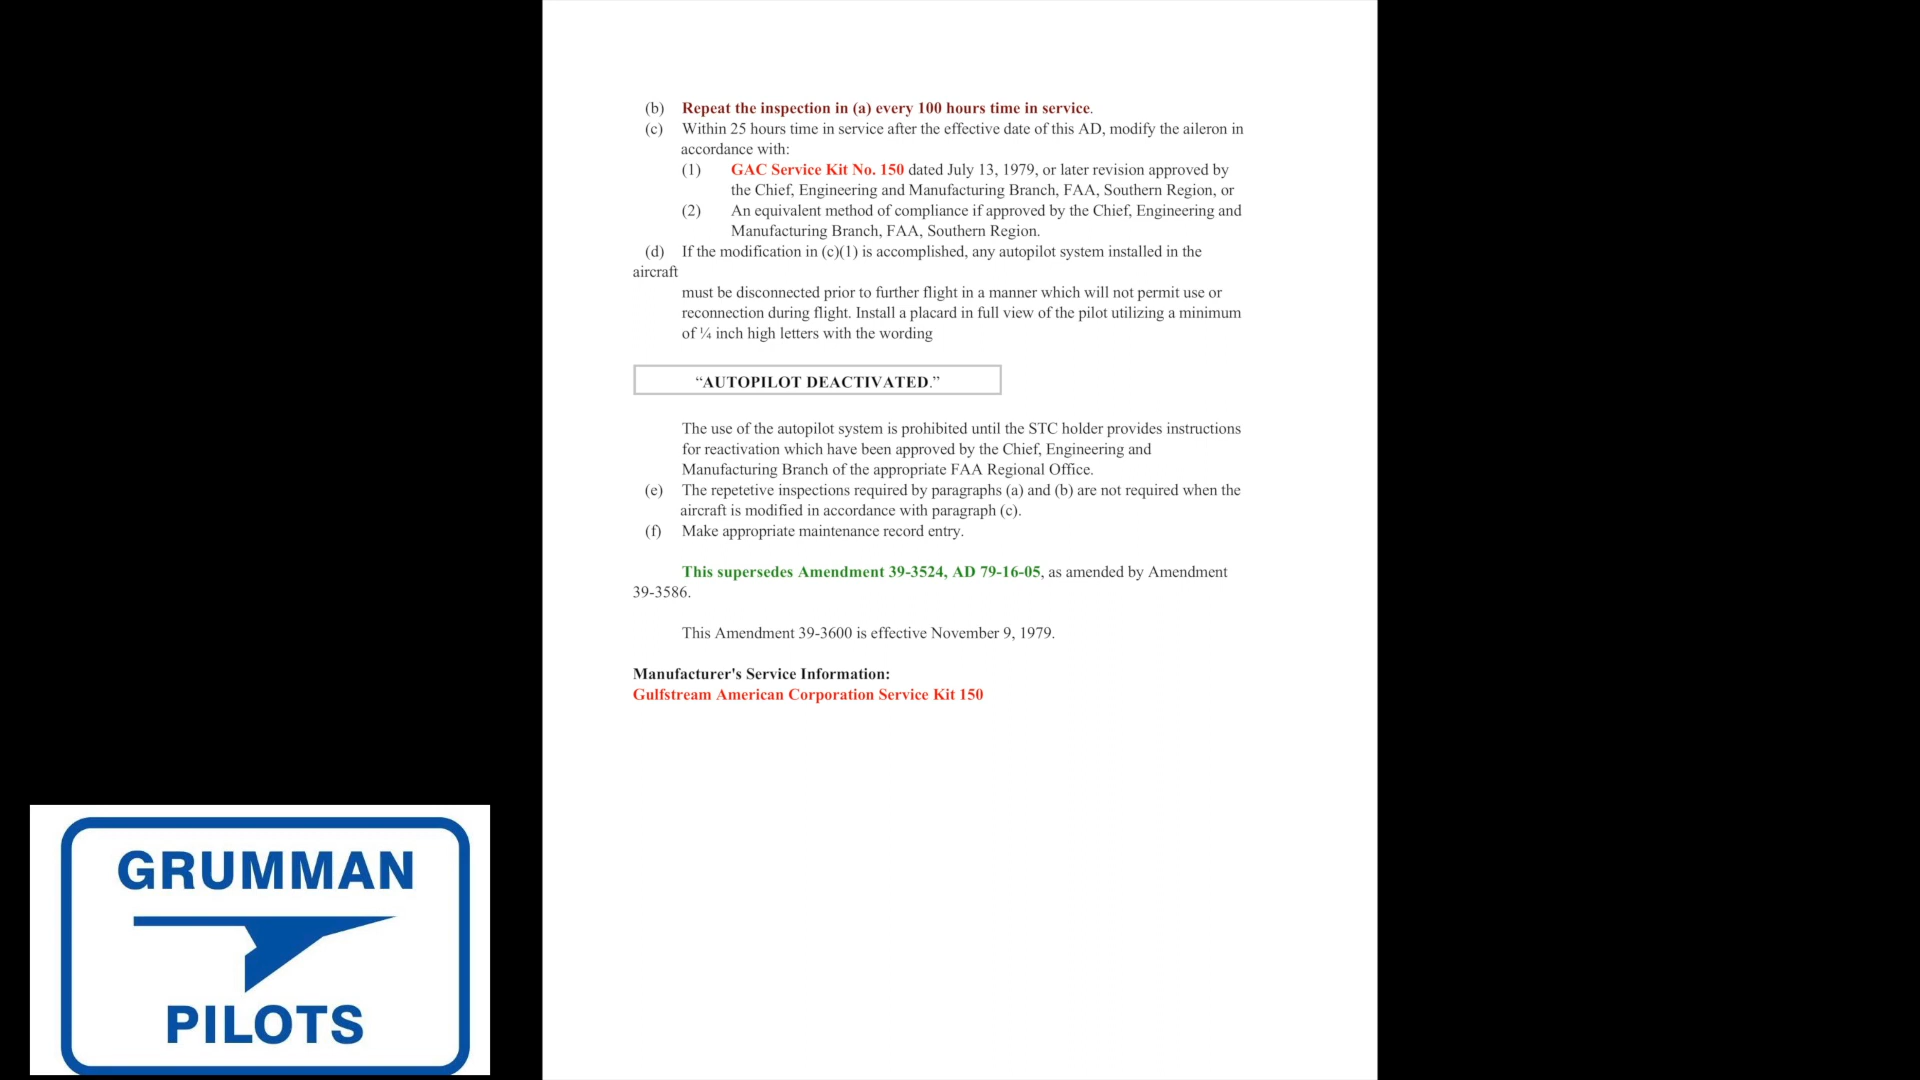 (b) Repeat the inspection in (a) every 100 hours time in service.
(c) Within 25 hours time in service after the effective date of this AD, modify the aileron in
accordance with:
(1) GAC Service Kit No. 150 dated July 13, 1979, or later revision approved by
the Chief, Engineering and Manufacturing Branch, FAA, Southern Region, or
(2) An equivalent method of compliance if approved by the Chief, Engineering and
Manufacturing Branch, FAA, Southern Region.
(d) If the modification in (c)(1) is accomplished, any autopilot system installed in the
aircraft
must be disconnected prior to further flight in a manner which will not permit use or
reconnection during flight. Install a placard in full view of the pilot utilizing a minimum
of ¼ inch high letters with the wording
“AUTOPILOT DEACTIVATED.”
The use of the autopilot system is prohibited until the STC holder provides instructions
for reactivation which have been approved by the Chief, Engineering and
Manufacturing Branch of the appropriate FAA Regional Office.
(e) The repetetive inspections required by paragraphs (a) and (b) are not required when the
aircraft is modified in accordance with paragraph (c).
(f) Make appropriate maintenance record entry.
This supersedes Amendment 39-3524, AD 79-16-05, as amended by Amendment
39-3586.
This Amendment 39-3600 is effective November 9, 1979.
Manufacturer's Service Information:
Gulfstream American Corporation Service Kit 150
GRUMMAN
PILOTS